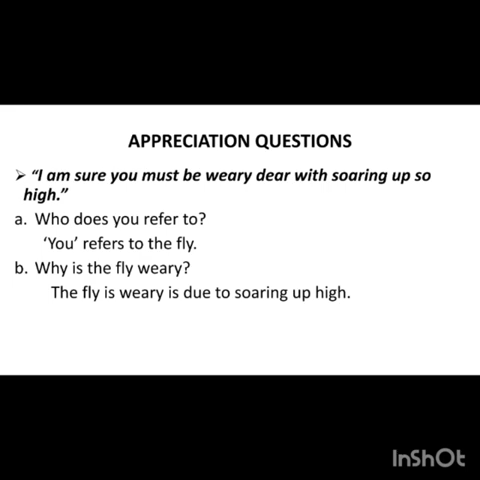 APPRECIATION QUESTIONS
➢ “I am sure you must be weary dear with soaring up so
high.”
a. Who does you refer to?
‘You’ refers to the fly.
b. Why is the fly weary?
The fly is weary is due to soaring up high.
InShOt